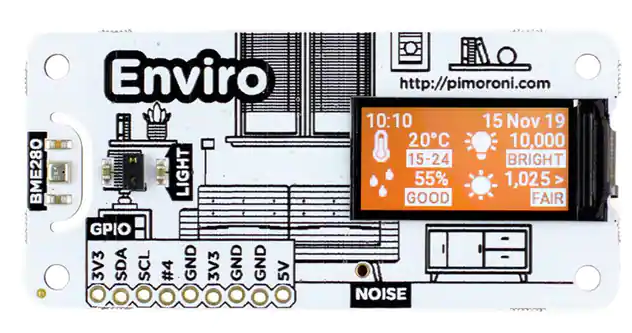 Enviro
http://pimoroni.com
10:10 15 Nov 19
20°C 10,000
15-24 BRIGHT
55% 1,025 >
GOOD FAIR
BME280
LIGHT
GPIO
3V3 SDA SCL #4 GND 3V3 GND GND 5V
NOISE